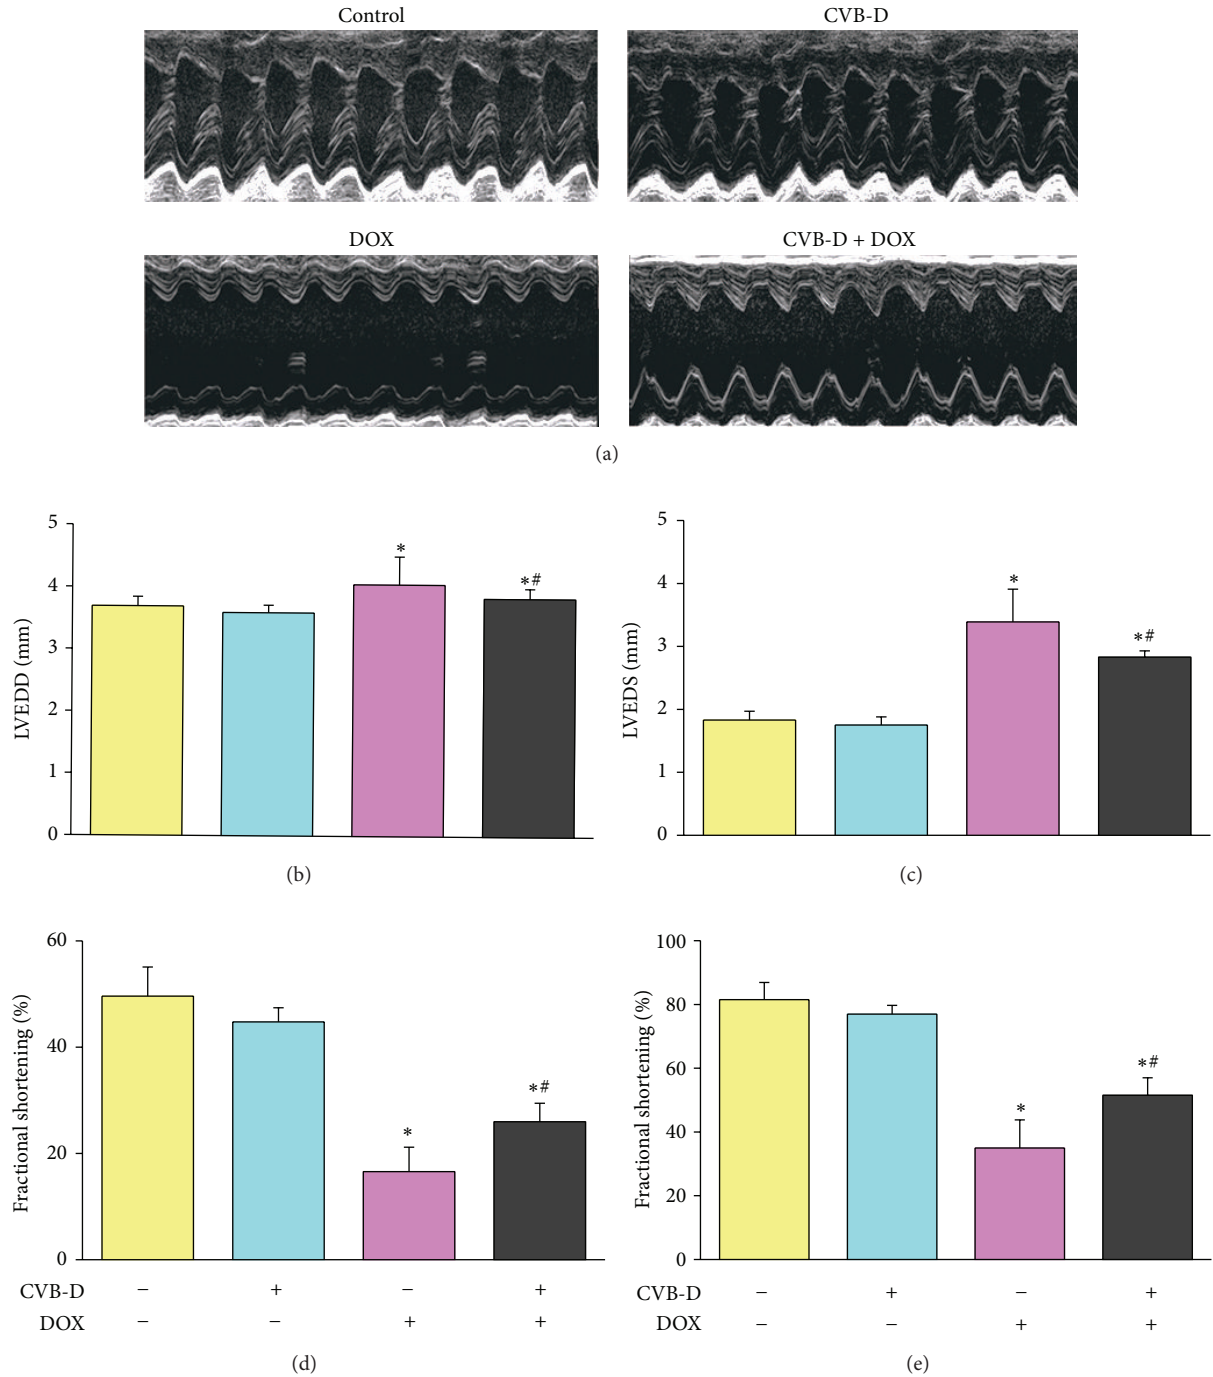 Control
CVB-D
DOX
CVB-D + DOX
(a)
5
4
3
2
1
0
LVEDD (mm)
*
*#
(b)
5
4
3
2
1
0
LVEDS (mm)
*
*#
(c)
60
40
20
0
Fractional shortening (%)
*
*#
CVB-D − + − +
DOX − − + +
(d)
100
80
60
40
20
0
Fractional shortening (%)
*
*#
CVB-D − + − +
DOX − − + +
(e)